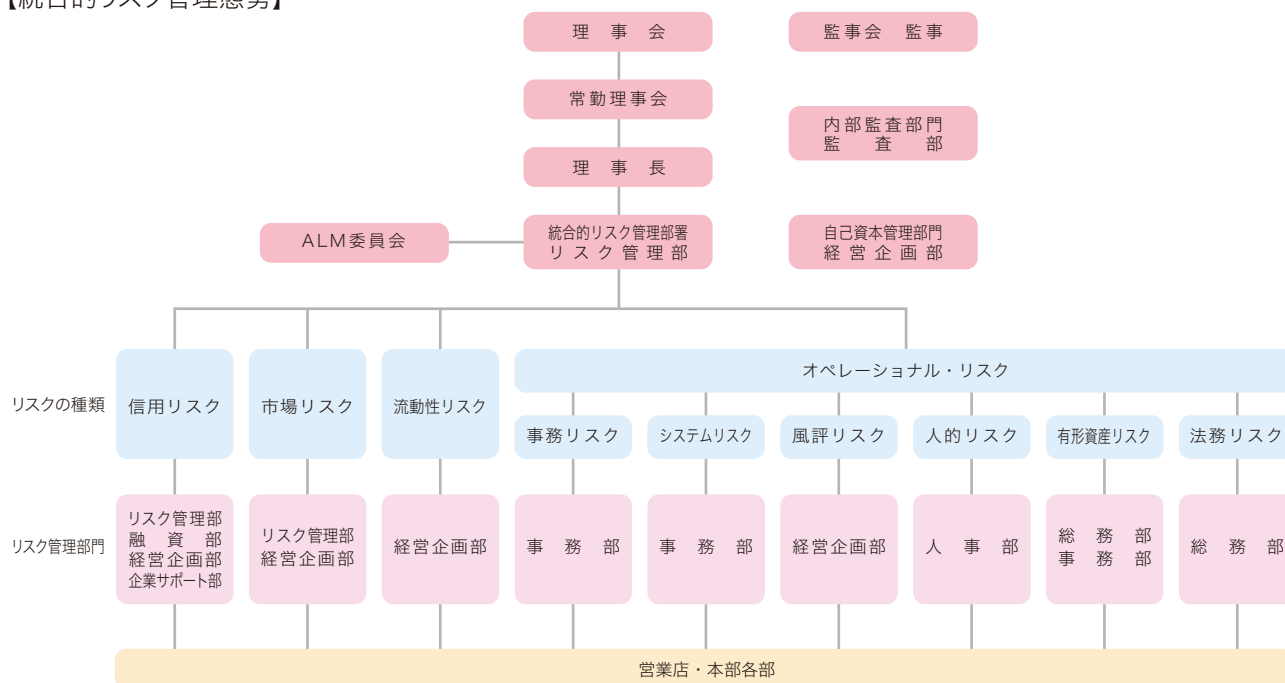 【統合的リスク管理態勢】
理事会
監事会 監事
常勤理事会
内部監査部門
監査部
理事長
ALM委員会
統合的リスク管理部署
リスク管理部
自己資本管理部門
経営企画部
リスクの種類
信用リスク
市場リスク
流動性リスク
オペレーショナル・リスク
事務リスク
システムリスク
風評リスク
人的リスク
有形資産リスク
法務リスク
リスク管理部門
リスク管理部
融資部
経営企画部
企業サポート部
リスク管理部
経営企画部
経営企画部
事務部
事務部
経営企画部
人事部
総務部
事務部
総務部
営業店・本部各部